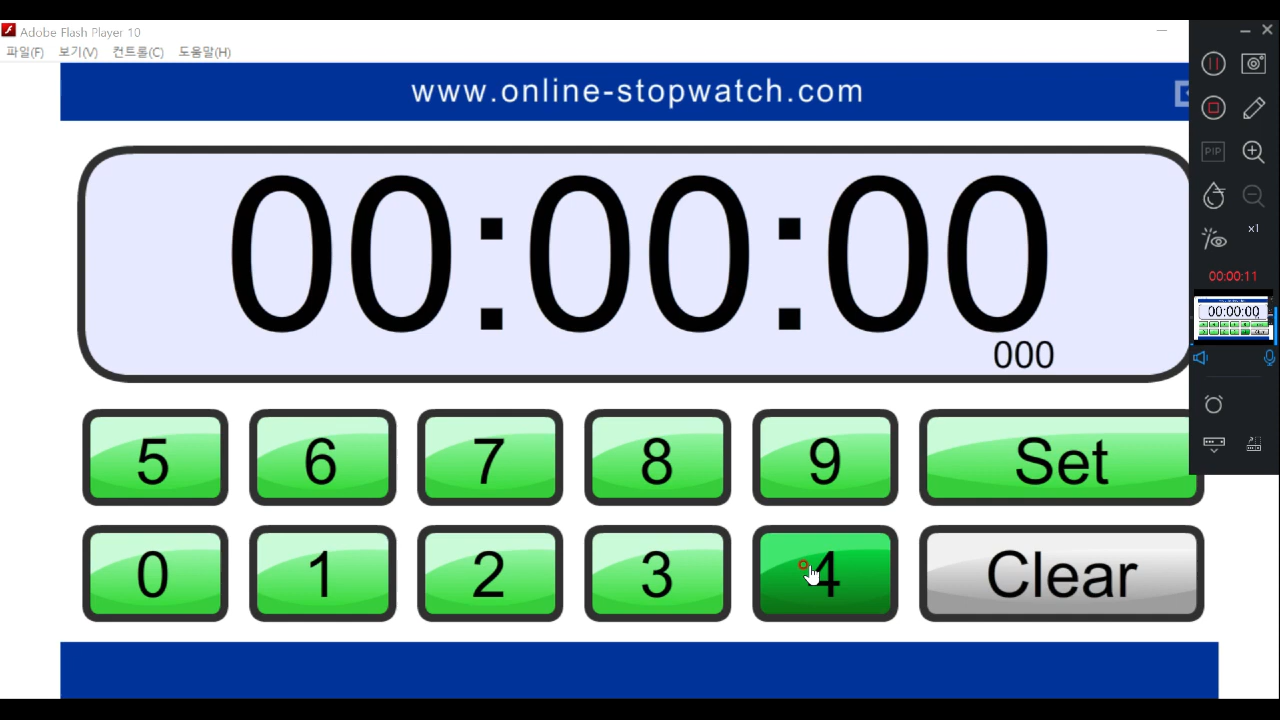 Adobe Flash Player 10
파일(F) 보기(V) 컨트롤(C) 도움말(H)
www.online-stopwatch.com
00:00:00
000
5 6 7 8 9 Set
0 1 2 3 4 Clear
PIP
x1
00:00:11
00:00:00